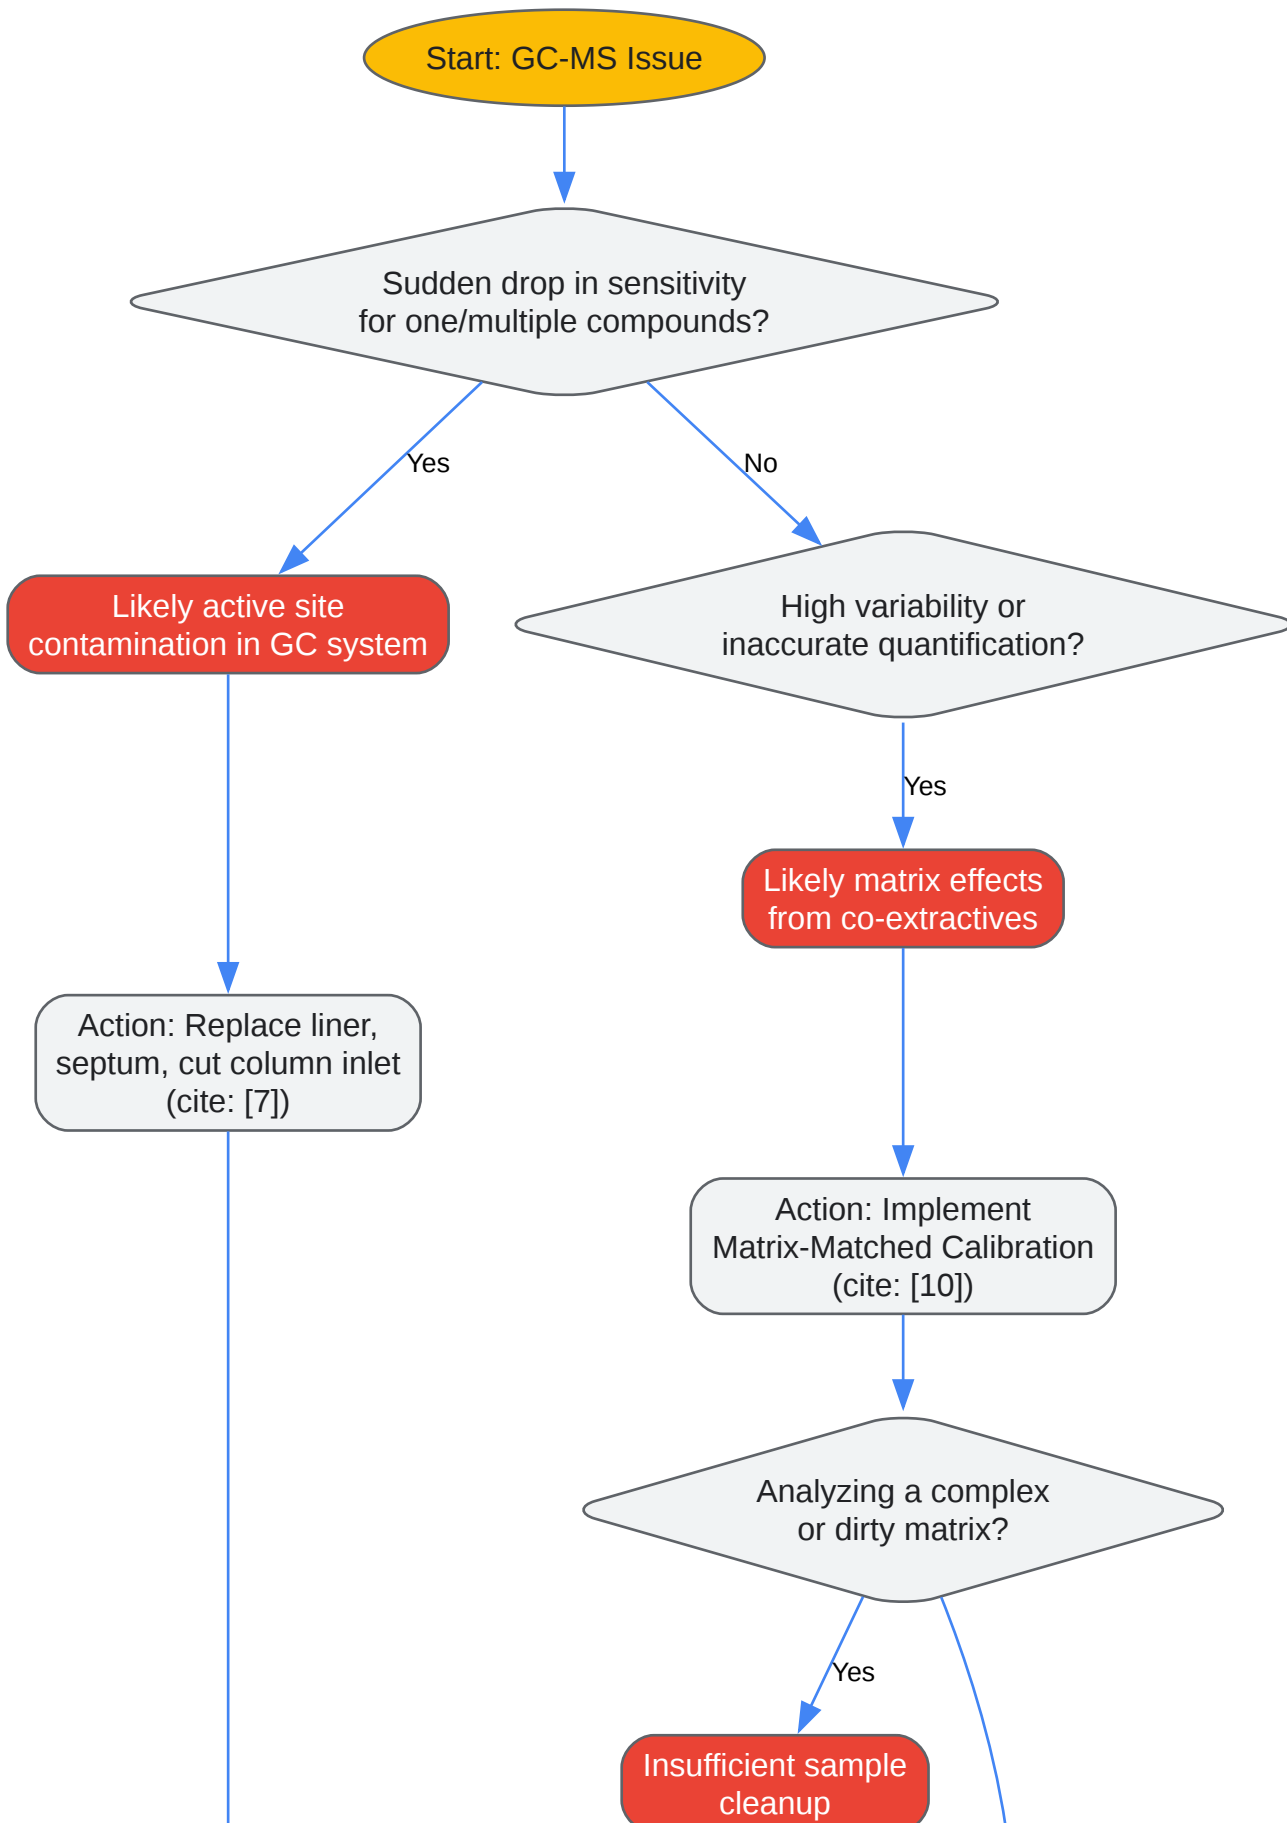 Start: GC-MS Issue
Sudden drop in sensitivity
for one/multiple compounds?
Yes
No
Likely active site
contamination in GC system
High variability or
inaccurate quantification?
Yes
Likely matrix effects
from co-extractives
Action: Replace liner,
septum, cut column inlet
(cite: [7])
Action: Implement
Matrix-Matched Calibration
(cite: [10])
Analyzing a complex
or dirty matrix?
Yes
Insufficient sample
cleanup